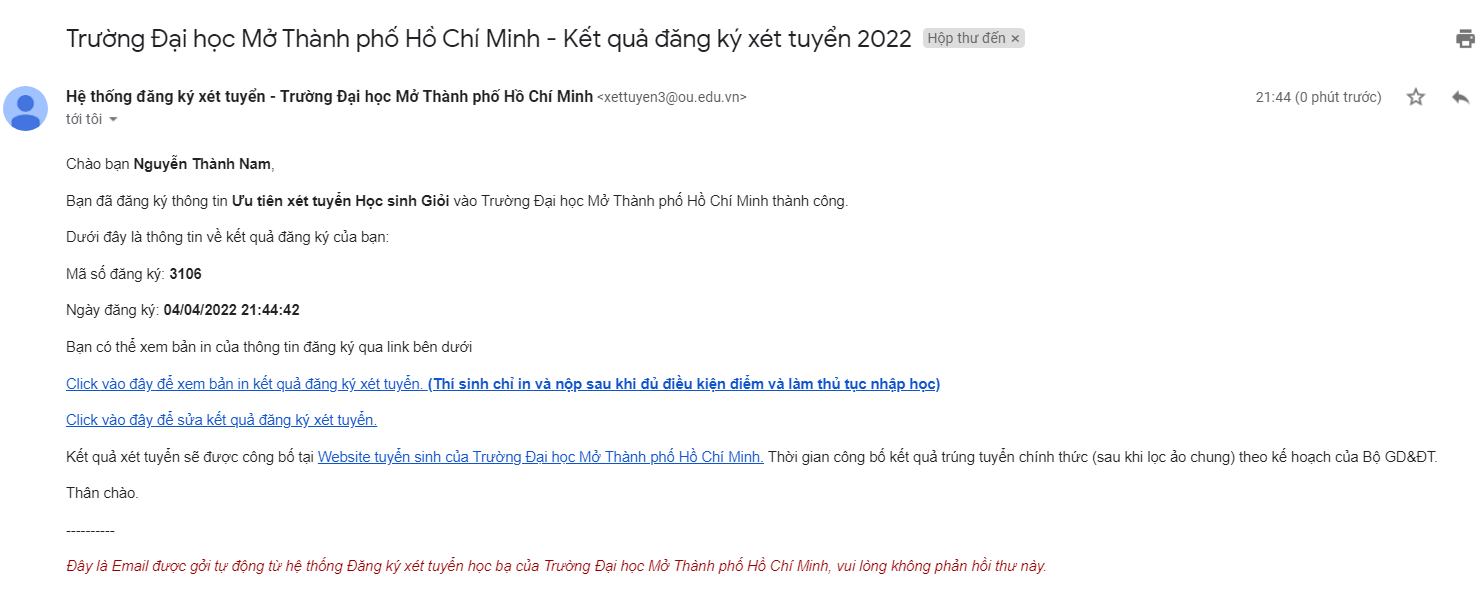 Trường Đại học Mở Thành phố Hồ Chí Minh - Kết quả đăng ký xét tuyển 2022 Hộp thư đến ×
Hệ thống đăng ký xét tuyển - Trường Đại học Mở Thành phố Hồ Chí Minh <xettuyen3@ou.edu.vn> 21:44 (0 phút trước)
tới tôi
Chào bạn Nguyễn Thành Nam,
Bạn đã đăng ký thông tin Ưu tiên xét tuyển Học sinh Giỏi vào Trường Đại học Mở Thành phố Hồ Chí Minh thành công.
Dưới đây là thông tin về kết quả đăng ký của bạn:
Mã số đăng ký: 3106
Ngày đăng ký: 04/04/2022 21:44:42
Bạn có thể xem bản in của thông tin đăng ký qua link bên dưới
Click vào đây để xem bản in kết quả đăng ký xét tuyển. (Thí sinh chỉ in và nộp sau khi đủ điều kiện điểm và làm thủ tục nhập học)
Click vào đây để sửa kết quả đăng ký xét tuyển.
Kết quả xét tuyển sẽ được công bố tại Website tuyển sinh của Trường Đại học Mở Thành phố Hồ Chí Minh. Thời gian công bố kết quả trúng tuyển chính thức (sau khi lọc ảo chung) theo kế hoạch của Bộ GD&ĐT.
Thân chào.
----------
Đây là Email được gởi tự động từ hệ thống Đăng ký xét tuyển học bạ của Trường Đại học Mở Thành phố Hồ Chí Minh, vui lòng không phản hồi thư này.